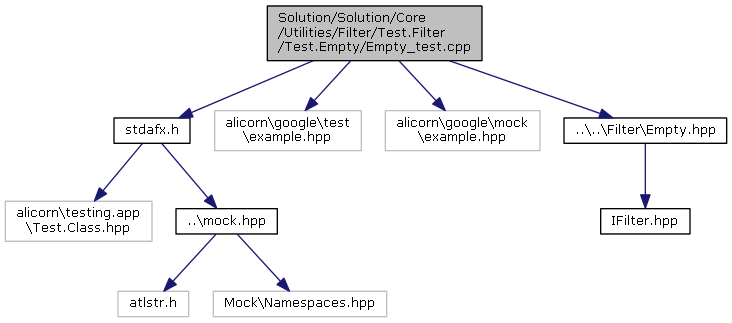 Solution/Solution/Core
/Utilities/Filter/Test.Filter
/Test.Empty/Empty_test.cpp
stdafx.h
alicorn\google\test
\example.hpp
alicorn\google\mock
\example.hpp
..\..\Filter\Empty.hpp
alicorn\testing.app
\Test.Class.hpp
..\mock.hpp
IFilter.hpp
atlstr.h
Mock\Namespaces.hpp